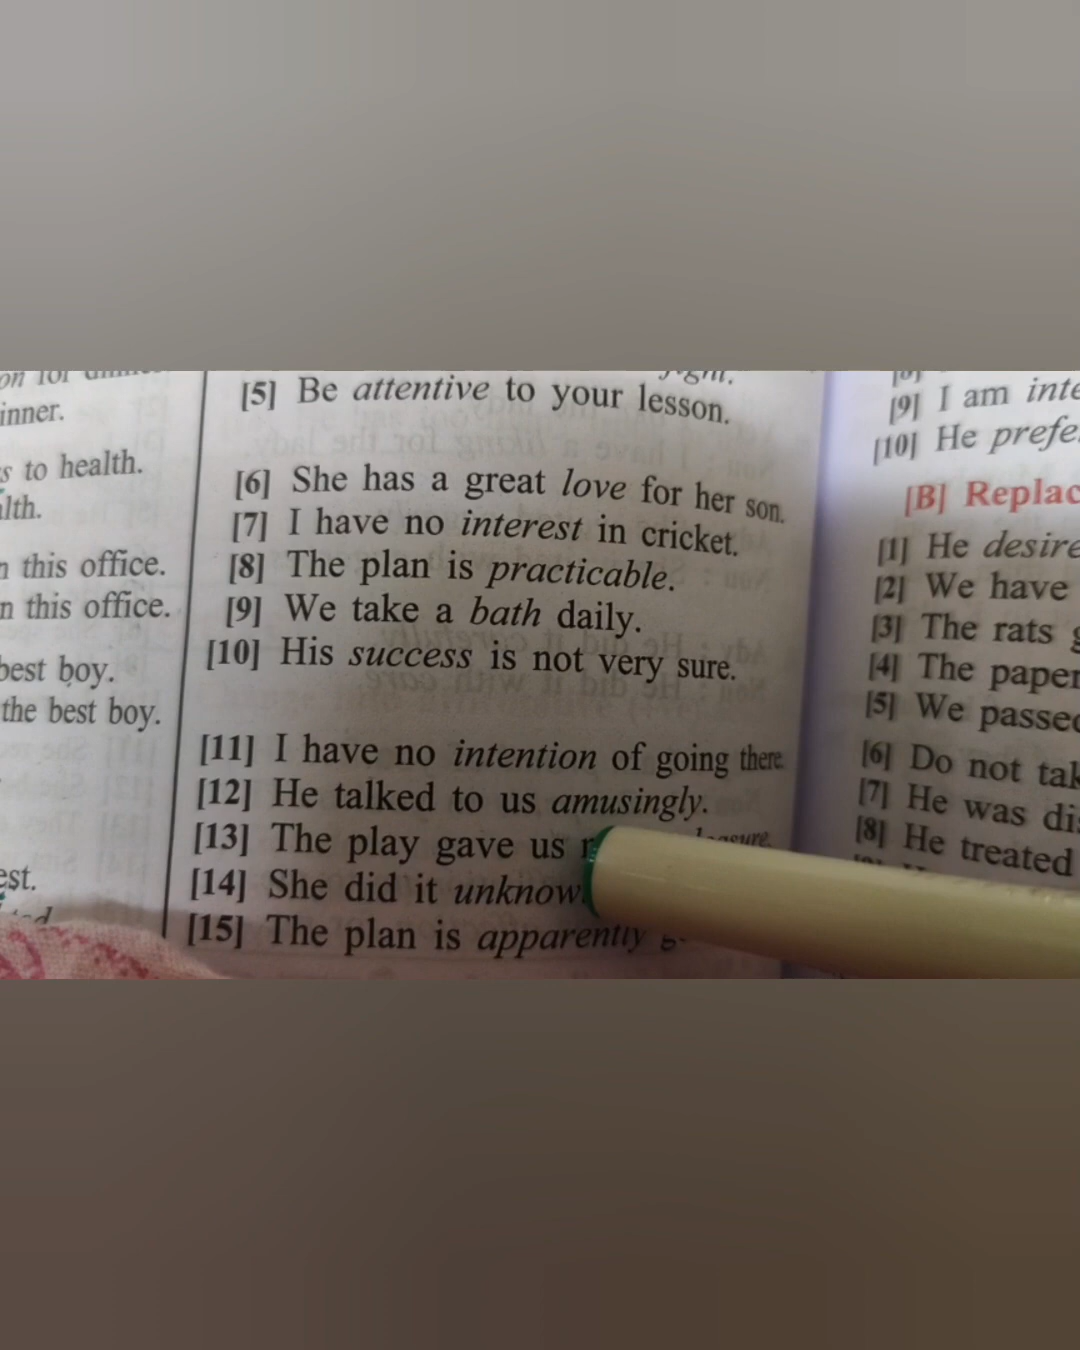 inner.
to health.
this office.
this office.
best boy.
the best boy.
[5] Be attentive to your lesson.
[6] She has a great love for her son.
[7] I have no interest in cricket.
[8] The plan is practicable.
[9] We take a bath daily.
[10] His success is not very sure.
[11] I have no intention of going there.
[12] He talked to us amusingly.
[13] The play gave us
[14] She did it
[15] The plan is apparently
[9] I am
[10] He
[B]
[1] He desire
[2] We have
[3] The rats
[4] The paper
[5] We passed
[6] Do not
[7] He was
[8] He treated